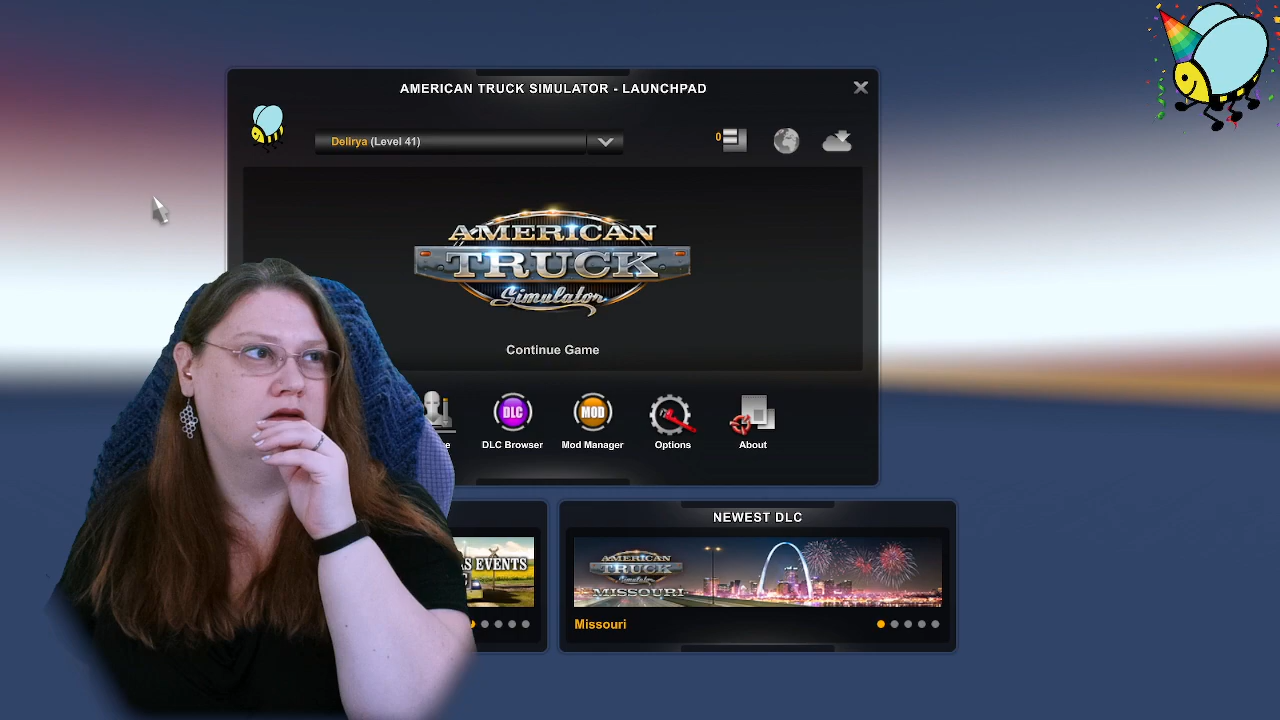 AMERICAN TRUCK SIMULATOR - LAUNCHPAD
Delirya (Level 41)
0
AMERICAN
TRUCK
Simulator
Continue Game
DLC
MOD
DLC Browser
Mod Manager
Options
About
EVENTS
NEWEST DLC
AMERICAN
TRUCK
Simulator
MISSOURI
Missouri